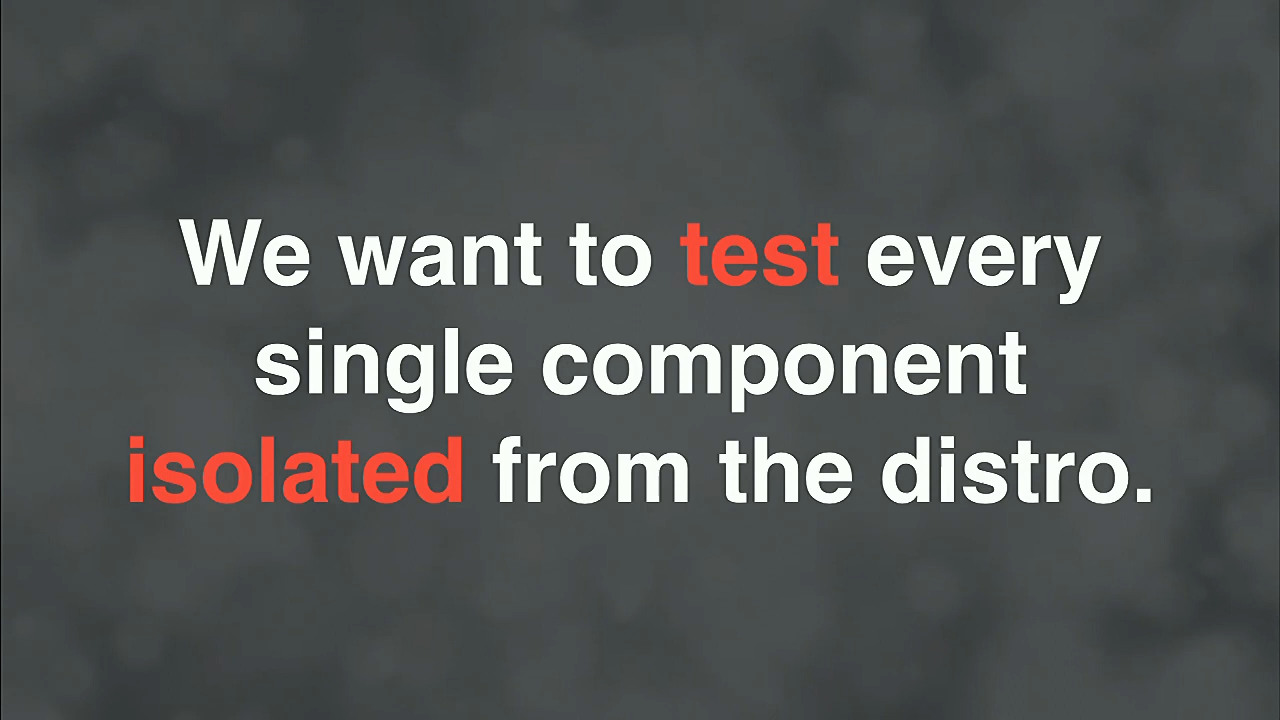 We want to test every
single component
isolated from the distro.